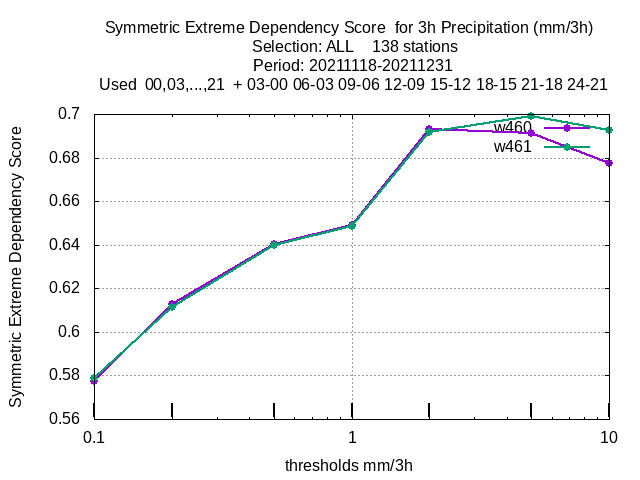 Symmetric Extreme Dependency Score  for 3h Precipitation (mm/3h)
Selection: ALL    138 stations
Period: 20211118-20211231
Used  00,03,...,21  + 03-00 06-03 09-06 12-09 15-12 18-15 21-18 24-21
0.7
w460
w461
0.68
0.66
0.64
0.62
0.6
0.58
0.56
Symmetric Extreme Dependency Score
0.1
1
10
thresholds mm/3h